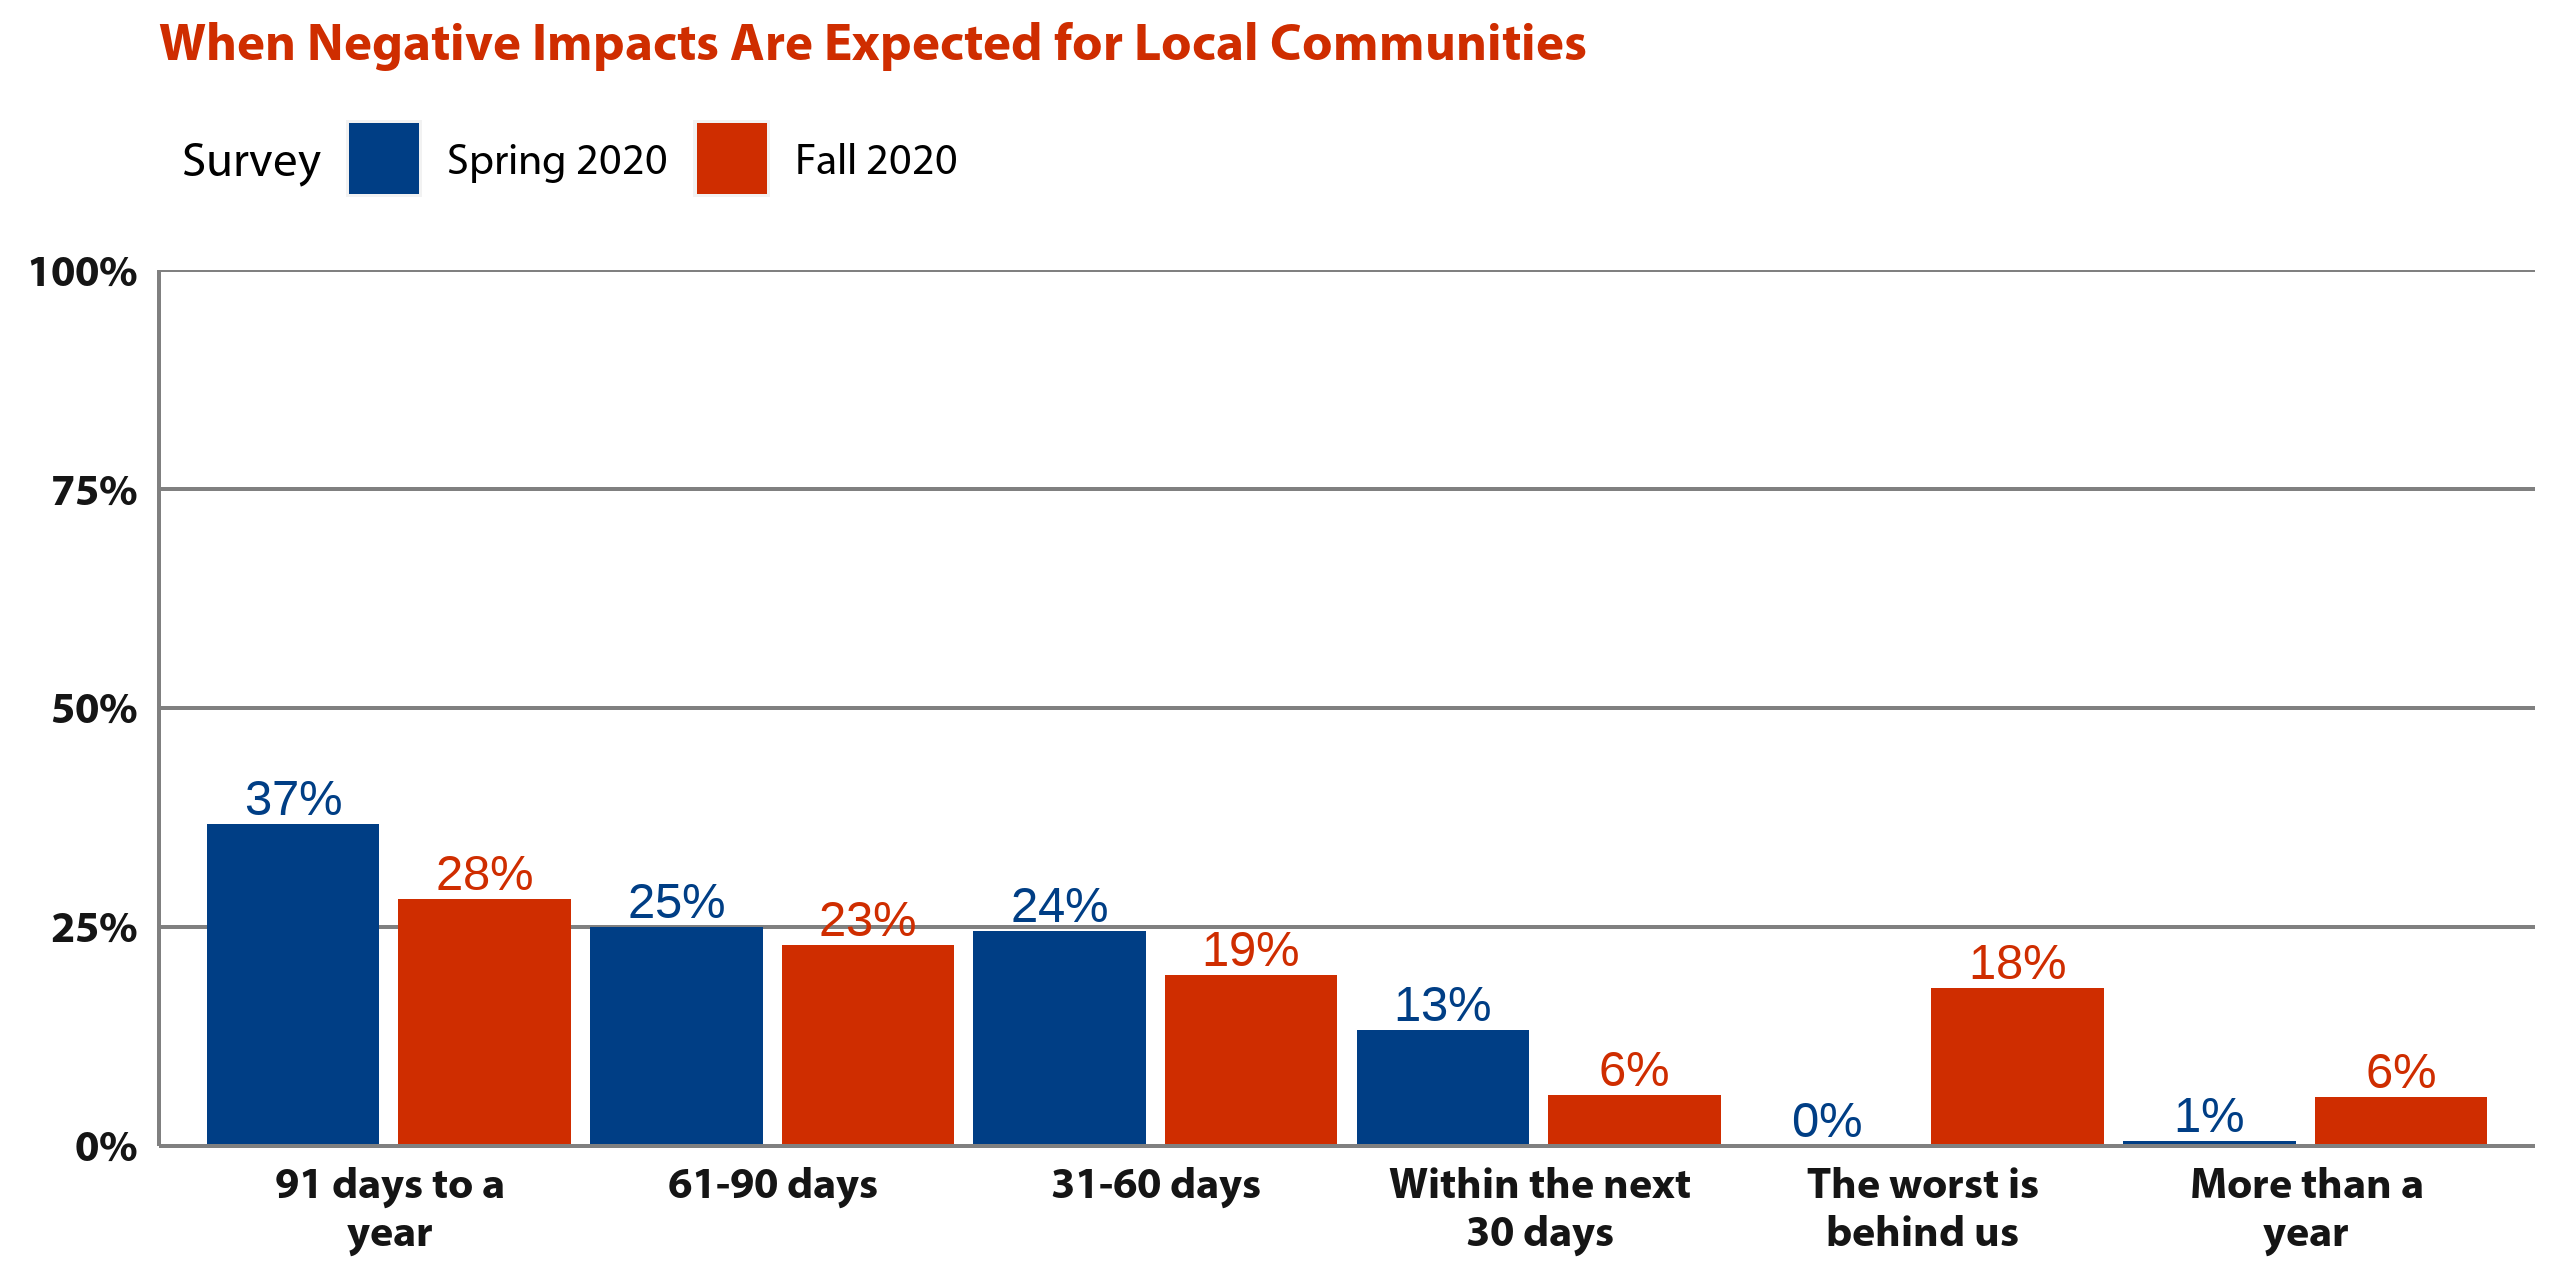 When Negative Impacts Are Expected for Local Communities
Survey Spring 2020 Fall 2020
100%
75%
50%
25%
0%
37%
28%
25%
23%
24%
19%
13%
6%
0%
18%
1%
6%
91 days to a
year
61-90 days
31-60 days
Within the next
30 days
The worst is
behind us
More than a
year